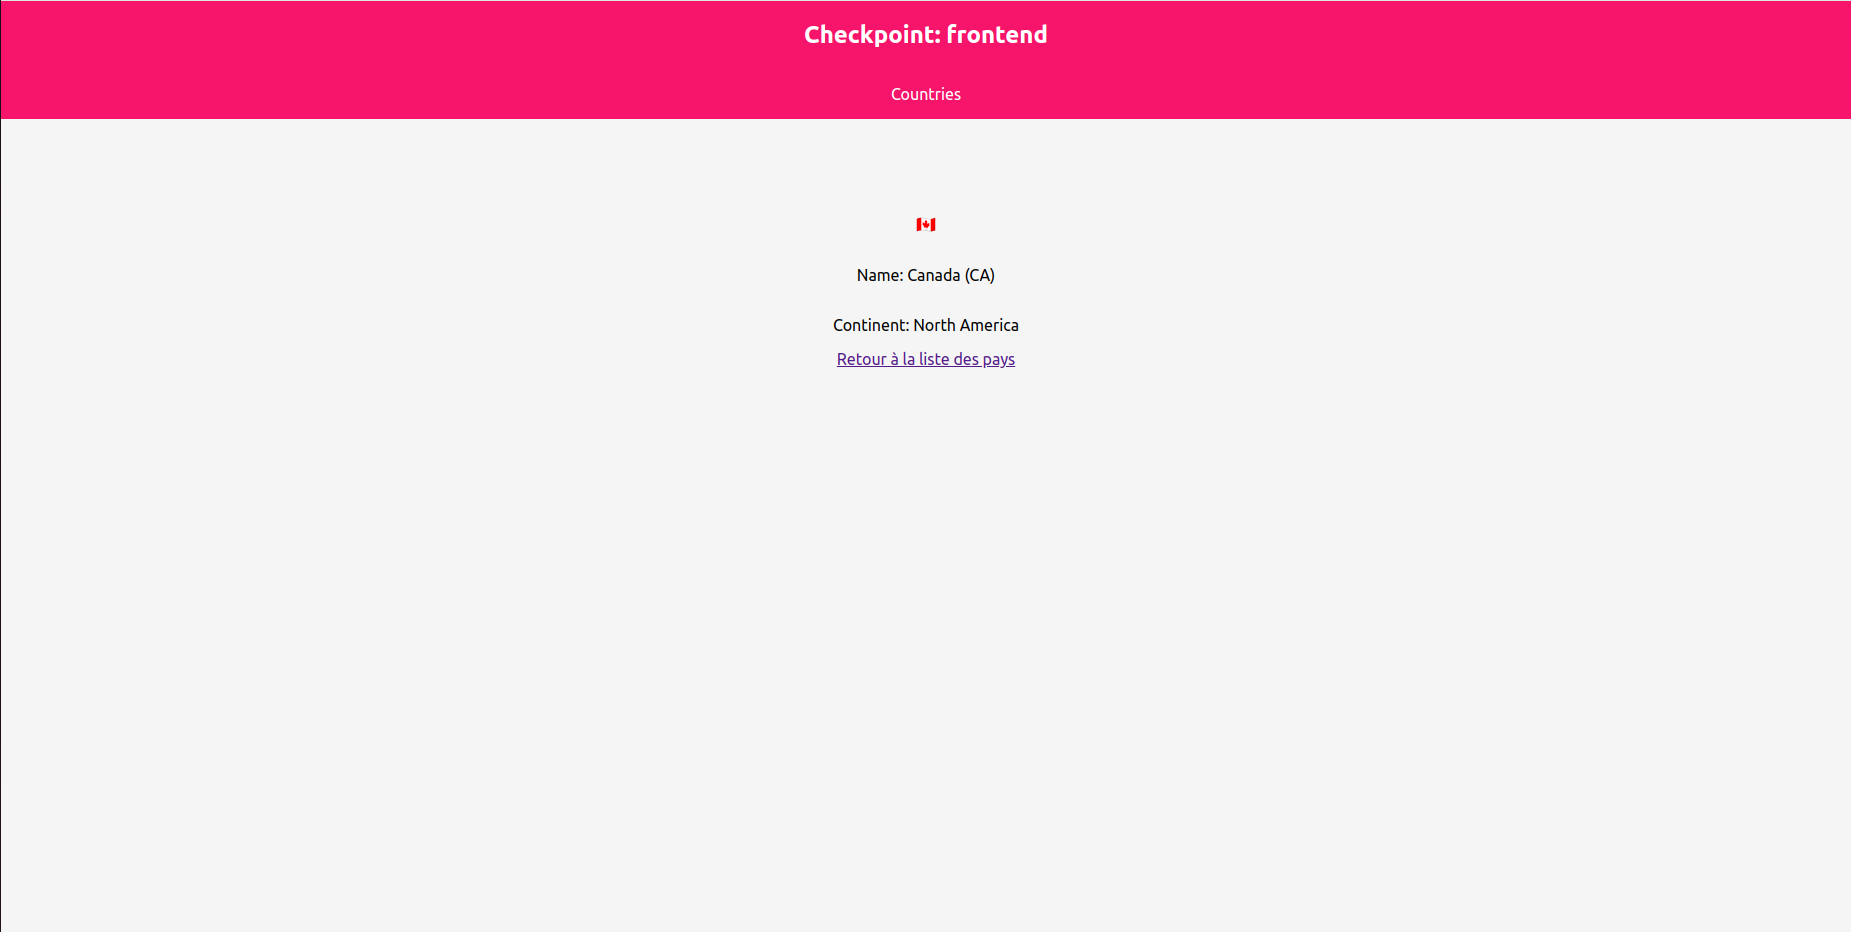 Checkpoint: frontend
Countries
🇨🇦
Name: Canada (CA)
Continent: North America
Retour à la liste des pays